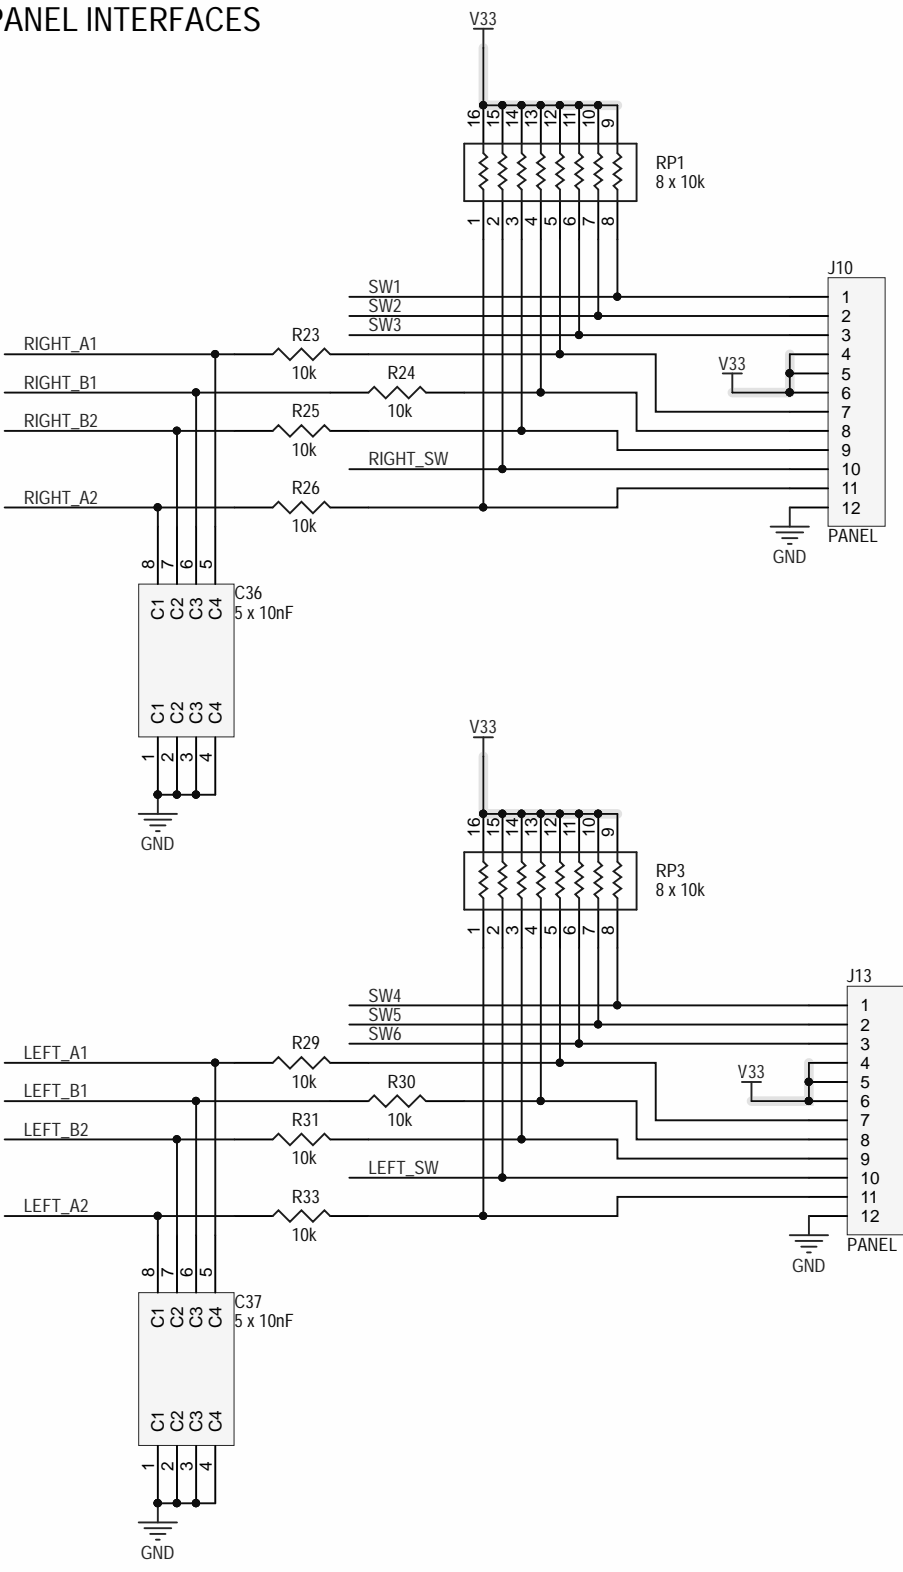 PANEL INTERFACES
V33
16 15 14 13 12 11 10 9
RP1
8 x 10k
1 2 3 4 5 6 7 8
J10
SW1
SW2
SW3
1
2
3
4
5
6
7
8
9
10
11
12
PANEL
V33
GND
RIGHT_A1
R23
10k
RIGHT_B1
R24
10k
RIGHT_B2
R25
10k
RIGHT_SW
RIGHT_A2
R26
10k
8 7 6 5
C1 C2 C3 C4
C36
5 x 10nF
C1 C2 C3 C4
1 2 3 4
GND
V33
16 15 14 13 12 11 10 9
RP3
8 x 10k
1 2 3 4 5 6 7 8
J13
SW4
SW5
SW6
1
2
3
4
5
6
7
8
9
10
11
12
PANEL
V33
GND
LEFT_A1
R29
10k
LEFT_B1
R30
10k
LEFT_B2
R31
10k
LEFT_SW
LEFT_A2
R33
10k
8 7 6 5
C1 C2 C3 C4
C37
5 x 10nF
C1 C2 C3 C4
1 2 3 4
GND